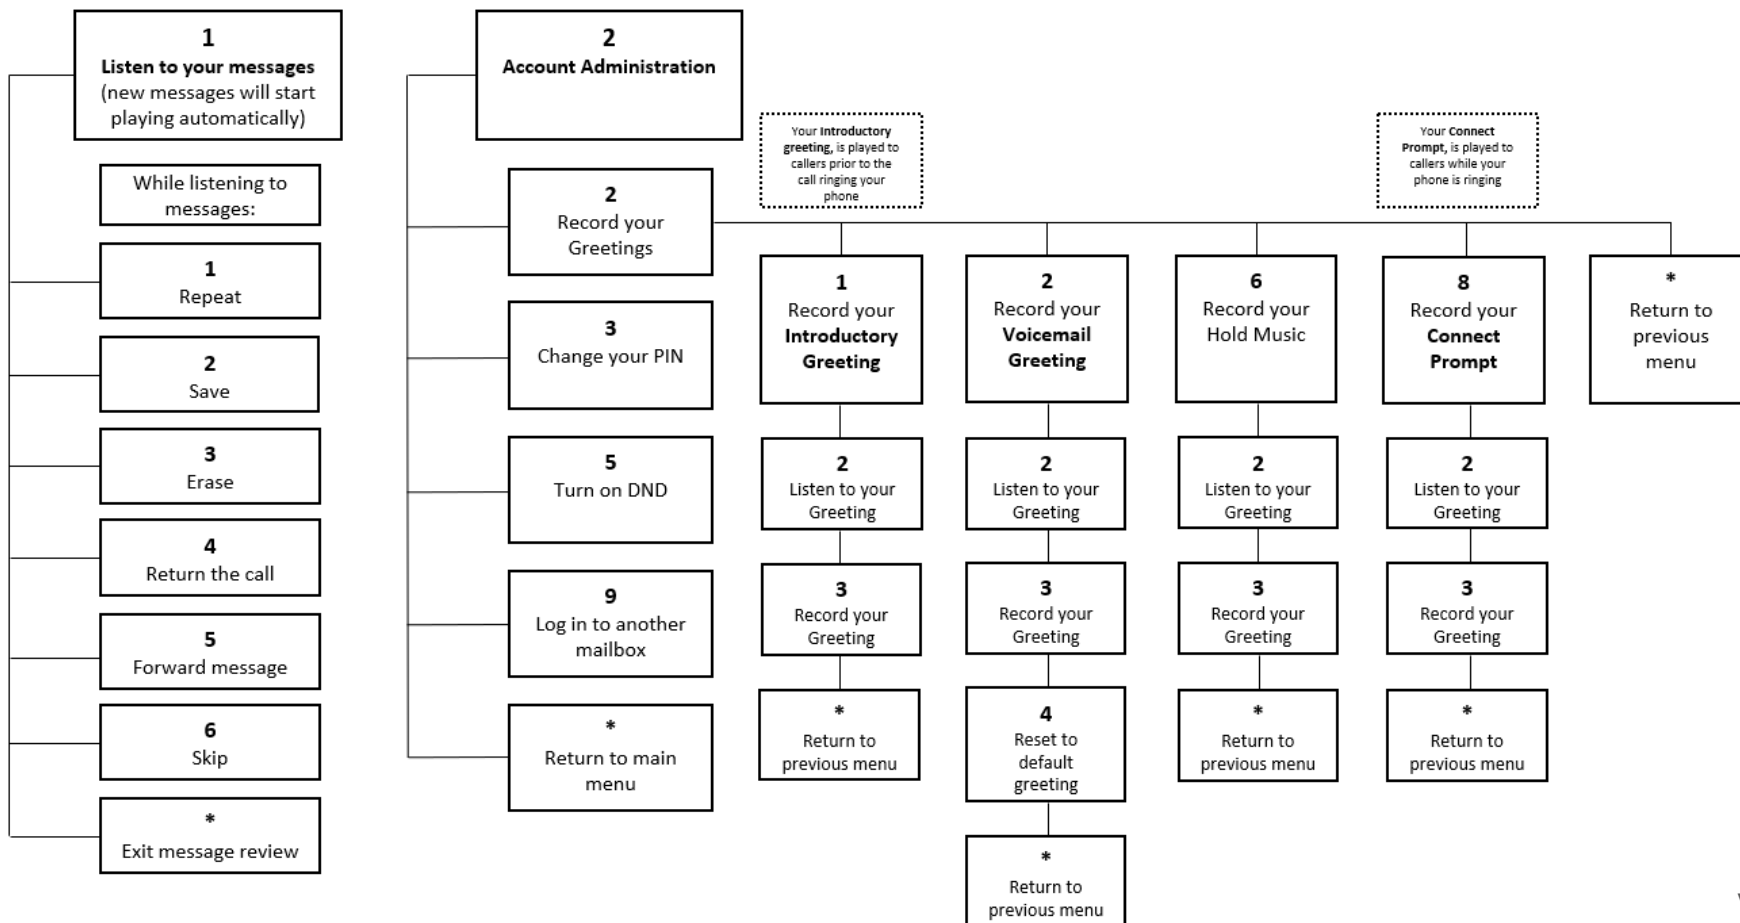 1
Listen to your messages
(new messages will start
playing automatically)
While listening to
messages:
1
Repeat
2
Save
3
Erase
4
Return the call
5
Forward message
6
Skip
*
Exit message review
2
Account Administration
2
Record your
Greetings
3
Change your PIN
5
Turn on DND
9
Log in to another
mailbox
*
Return to main
menu
Your Introductory
greeting, is played to
callers prior to the
call ringing your
phone
1
Record your
Introductory
Greeting
2
Listen to your
Greeting
3
Record your
Greeting
*
Return to
previous menu
2
Record your
Voicemail
Greeting
2
Listen to your
Greeting
3
Record your
Greeting
4
Reset to
default
greeting
*
Return to
previous menu
6
Record your
Hold Music
2
Listen to your
Greeting
3
Record your
Greeting
*
Return to
previous menu
Your Connect
Prompt, is played to
callers while your
phone is ringing
8
Record your
Connect
Prompt
2
Listen to your
Greeting
3
Record your
Greeting
*
Return to
previous menu
*
Return to
previous
menu